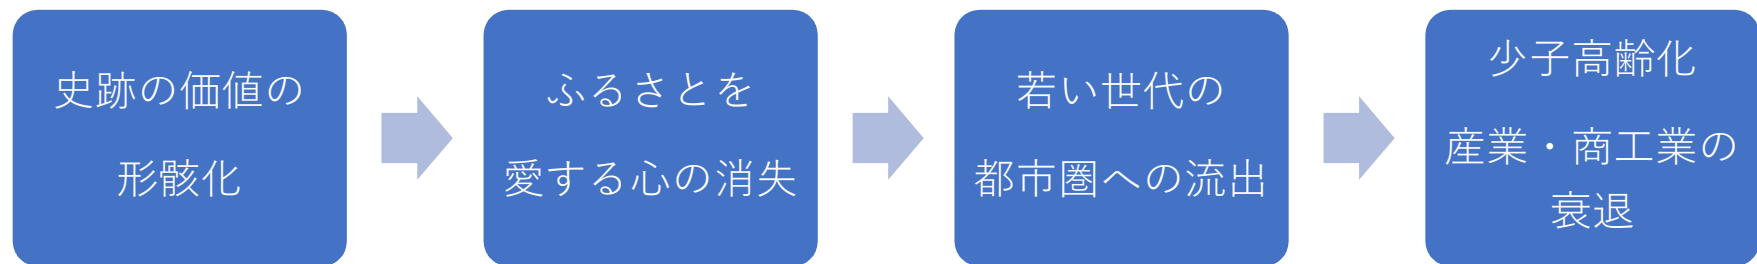 史跡の価値の
形骸化
ふるさとを
愛する心の消失
若い世代の
都市圏への流出
少子高齢化
産業・商工業の
衰退